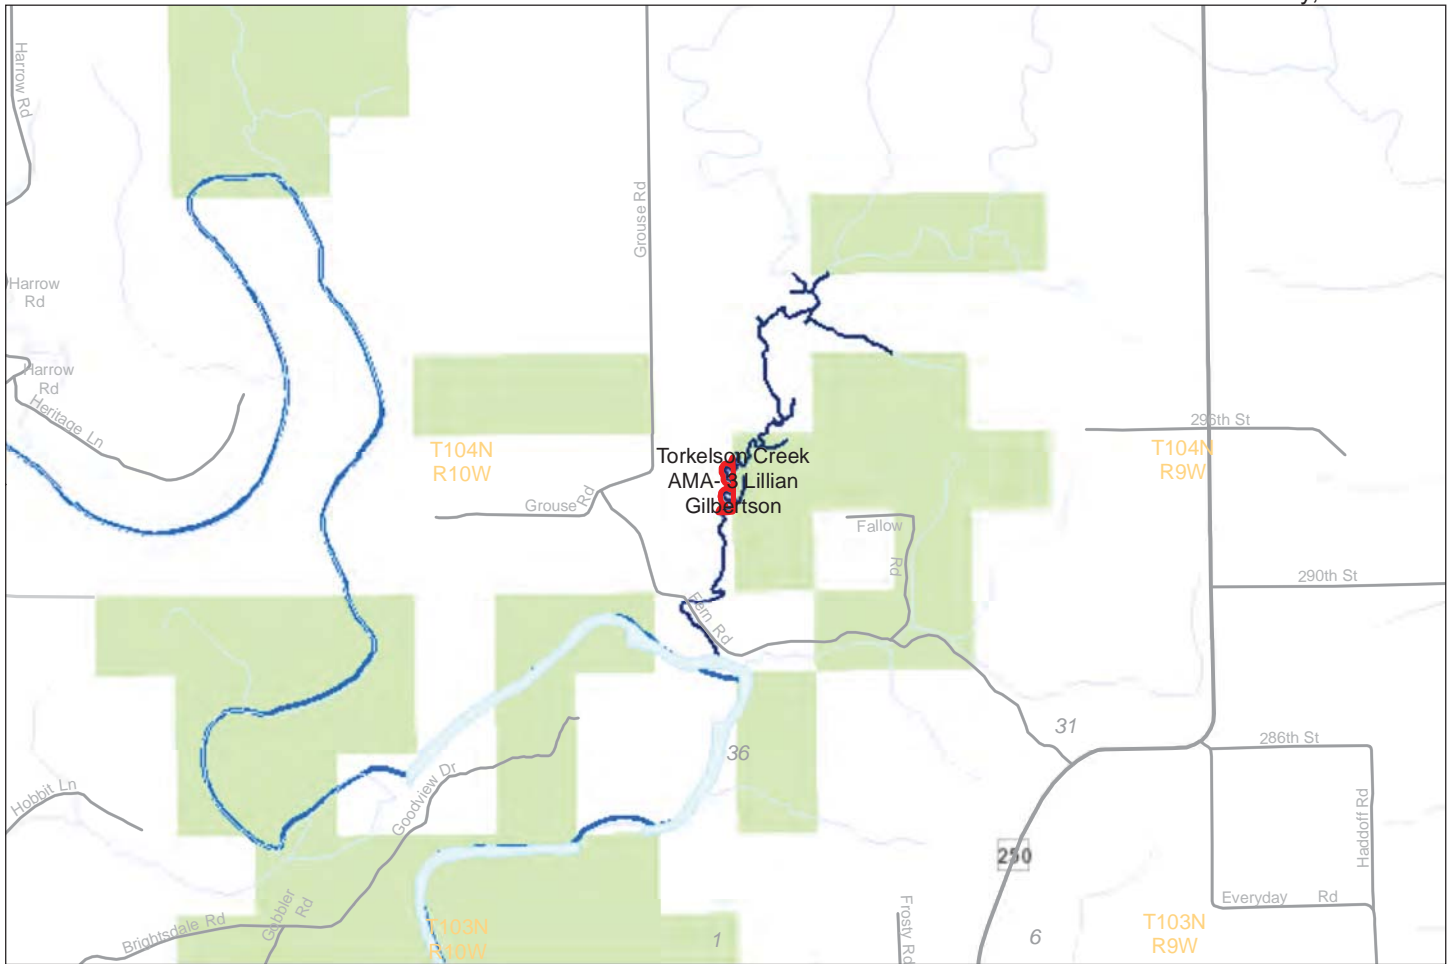 y,
Harrow Rd
Grouse Rd
Harrow
Rd
Harrow
Rd
Heritage Ln
296th St
T104N
R10W
T104N
R9W
Torkelson Creek
AMA- 3 Lillian
Gilbertson
Grouse Rd
Fallow
Rd
290th St
Fern Rd
31
286th St
36
Hobbit Ln
Goodview Dr
Haddoff Rd
250
Everyday Rd
Gobbler
Rd
Brightsdale Rd
Frosty Rd
T103N
R10W
1
6
T103N
R9W